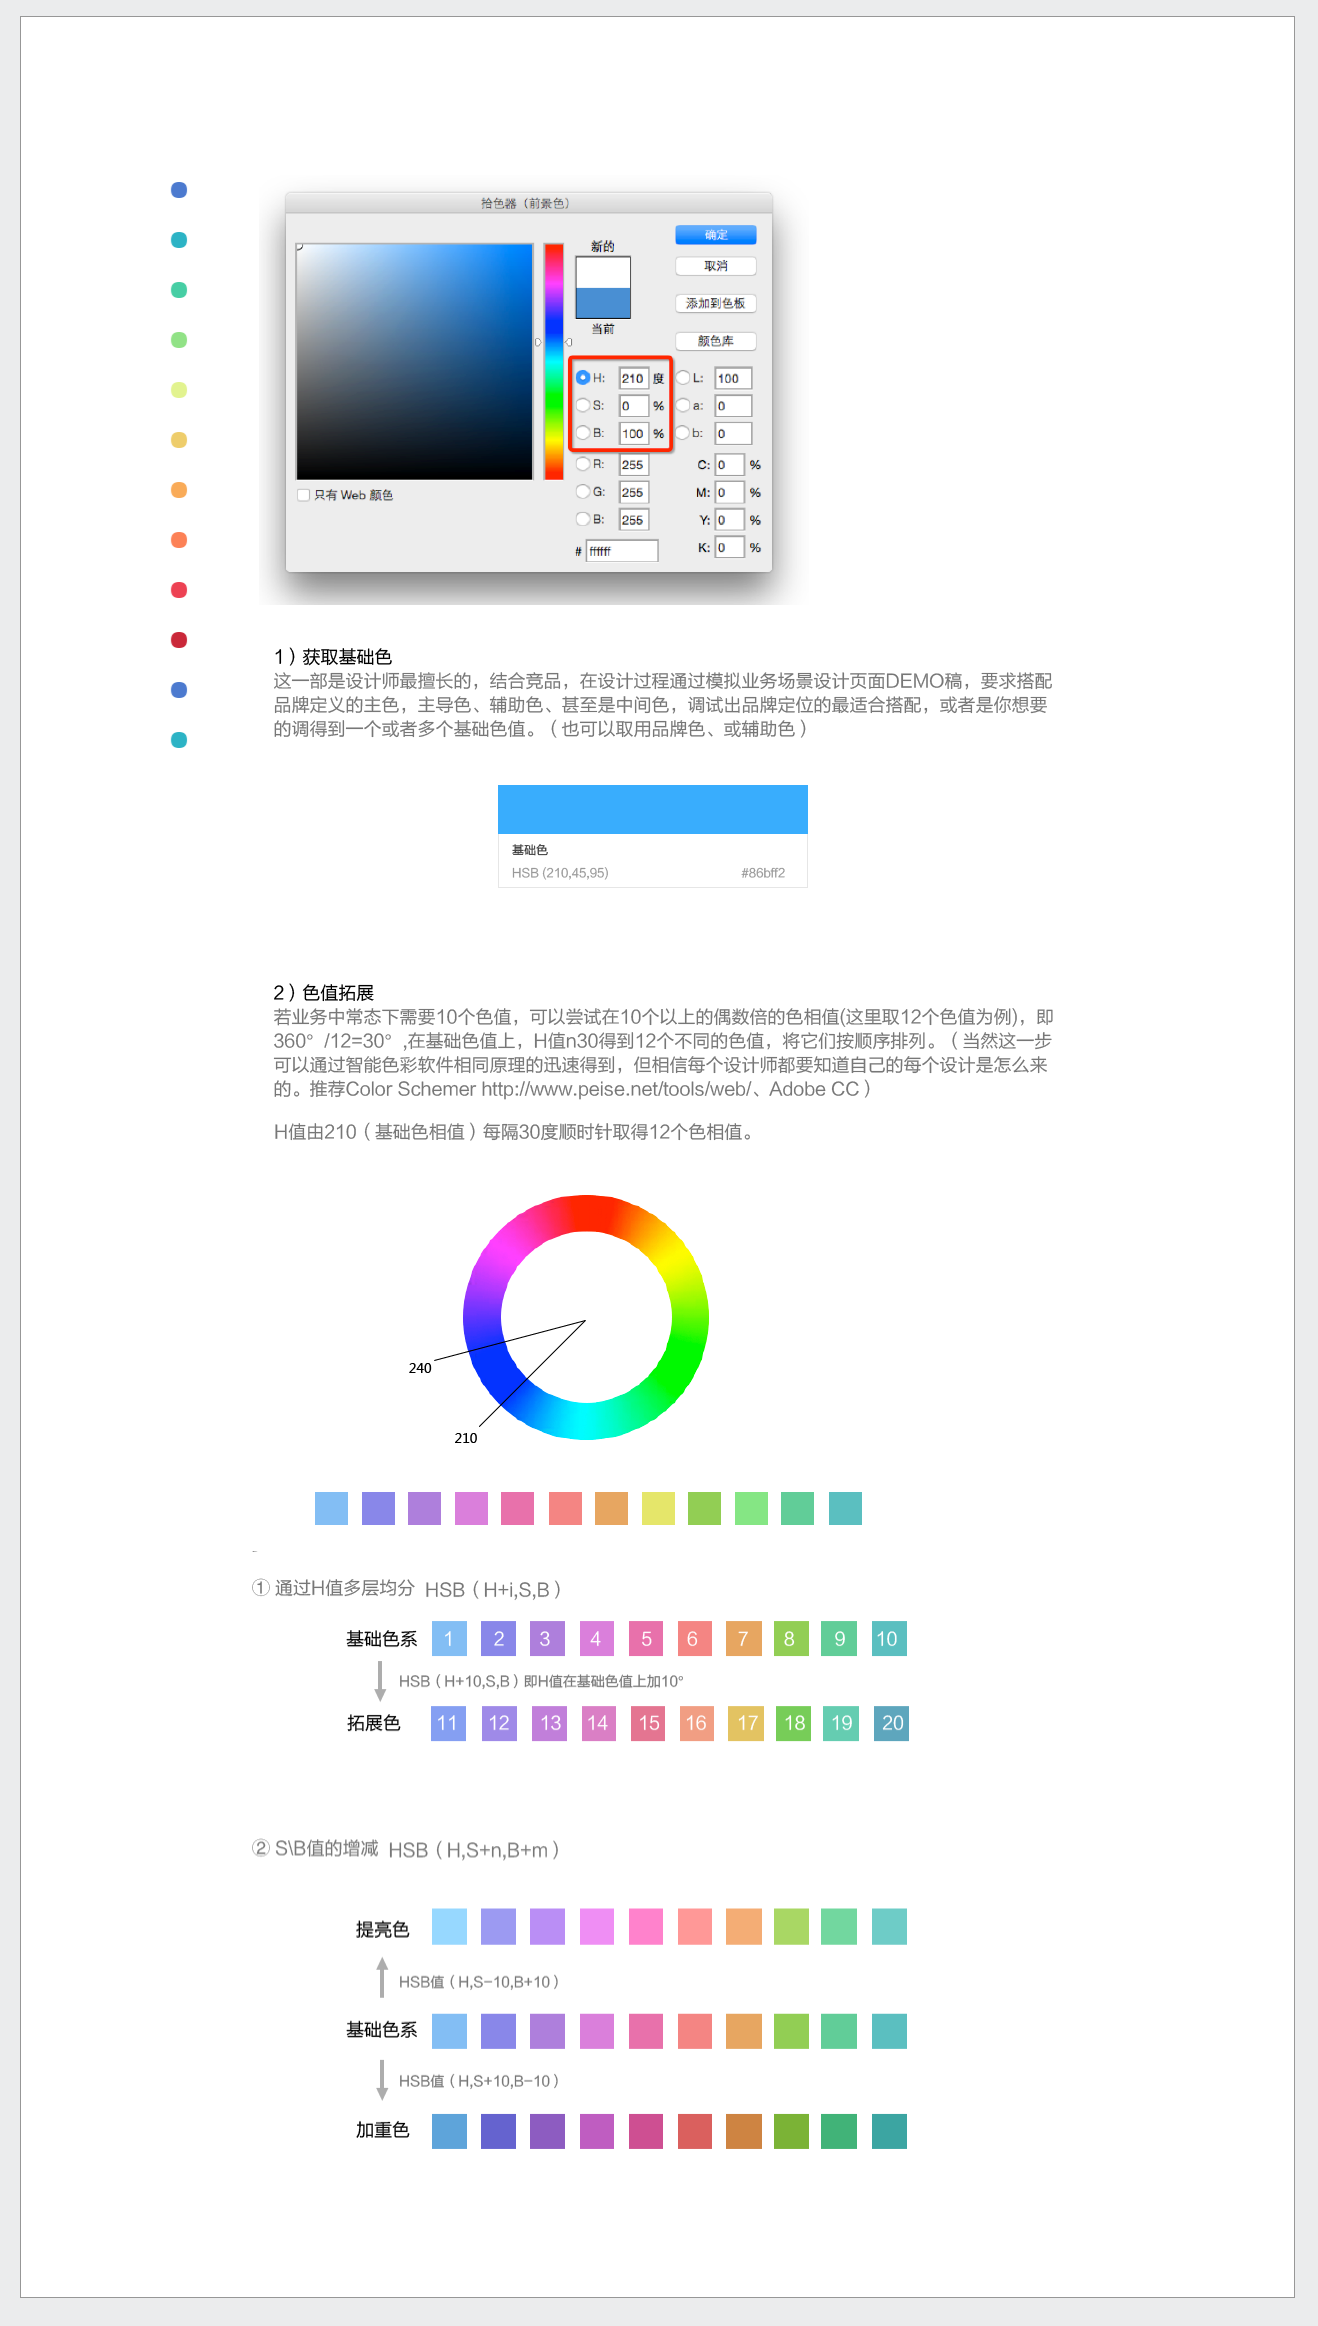 拾色器（前景色）
新的
当前
确定
取消
添加到色板
颜色库
H: 210 度
S: 0 %
B: 100 %
L: 100
a: 0
b: 0
R: 255
G: 255
B: 255
C: 0 %
M: 0 %
Y: 0 %
K: 0 %
# ffffff
只有 Web 颜色
1）获取基础色
这一部是设计师最擅长的，结合竞品，在设计过程通过模拟业务场景设计页面DEMO稿，要求搭配
品牌定义的主色，主导色、辅助色、甚至是中间色，调试出品牌定位的最适合搭配，或者是你想要
的调得到一个或者多个基础色值。（也可以取用品牌色、或辅助色）
基础色
HSB (210,45,95) #86bff2
2）色值拓展
若业务中常态下需要10个色值，可以尝试在10个以上的偶数倍的色相值(这里取12个色值为例)，即
360° /12=30° ,在基础色值上，H值n30得到12个不同的色值，将它们按顺序排列。（当然这一步
可以通过智能色彩软件相同原理的迅速得到，但相信每个设计师都要知道自己的每个设计是怎么来
的。推荐Color Schemer http://www.peise.net/tools/web/、Adobe CC）
H值由210（基础色相值）每隔30度顺时针取得12个色相值。
240
210
① 通过H值多层均分 HSB（H+i,S,B）
基础色系 1 2 3 4 5 6 7 8 9 10
HSB（H+10,S,B）即H值在基础色值上加10°
拓展色 11 12 13 14 15 16 17 18 19 20
② S\B值的增减 HSB（H,S+n,B+m）
提亮色
HSB值（H,S-10,B+10）
基础色系
HSB值（H,S+10,B-10）
加重色